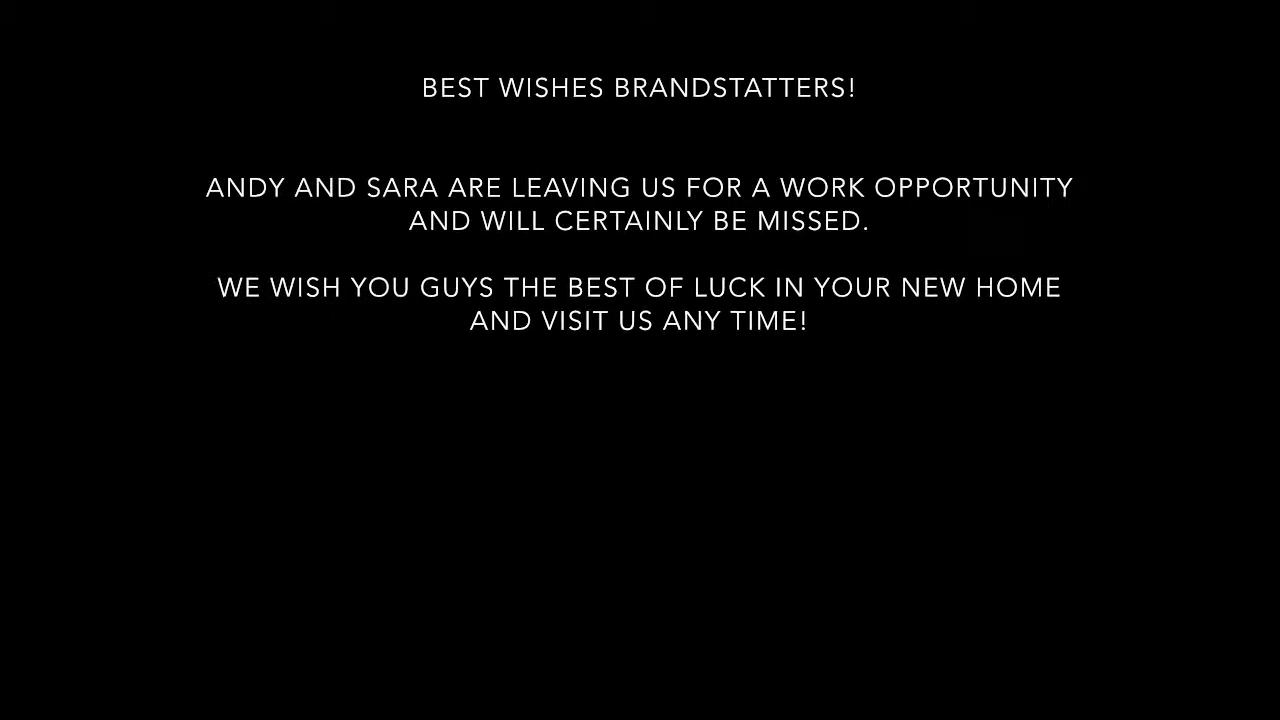 BEST WISHES BRANDSTATTERS!
ANDY AND SARA ARE LEAVING US FOR A WORK OPPORTUNITY
AND WILL CERTAINLY BE MISSED.
WE WISH YOU GUYS THE BEST OF LUCK IN YOUR NEW HOME
AND VISIT US ANY TIME!